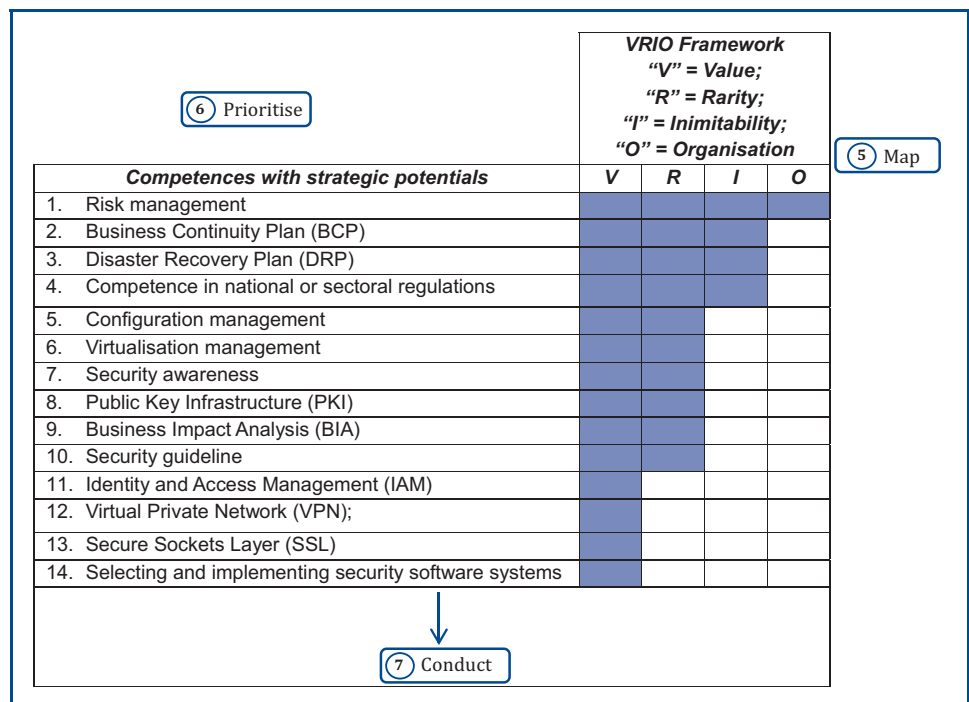 VRIO Framework
“V” = Value;
“R” = Rarity;
“I” = Inimitability;
“O” = Organisation
6 Prioritise
5 Map
Competences with strategic potentials V R I O
1. Risk management
2. Business Continuity Plan (BCP)
3. Disaster Recovery Plan (DRP)
4. Competence in national or sectoral regulations
5. Configuration management
6. Virtualisation management
7. Security awareness
8. Public Key Infrastructure (PKI)
9. Business Impact Analysis (BIA)
10. Security guideline
11. Identity and Access Management (IAM)
12. Virtual Private Network (VPN);
13. Secure Sockets Layer (SSL)
14. Selecting and implementing security software systems
7 Conduct